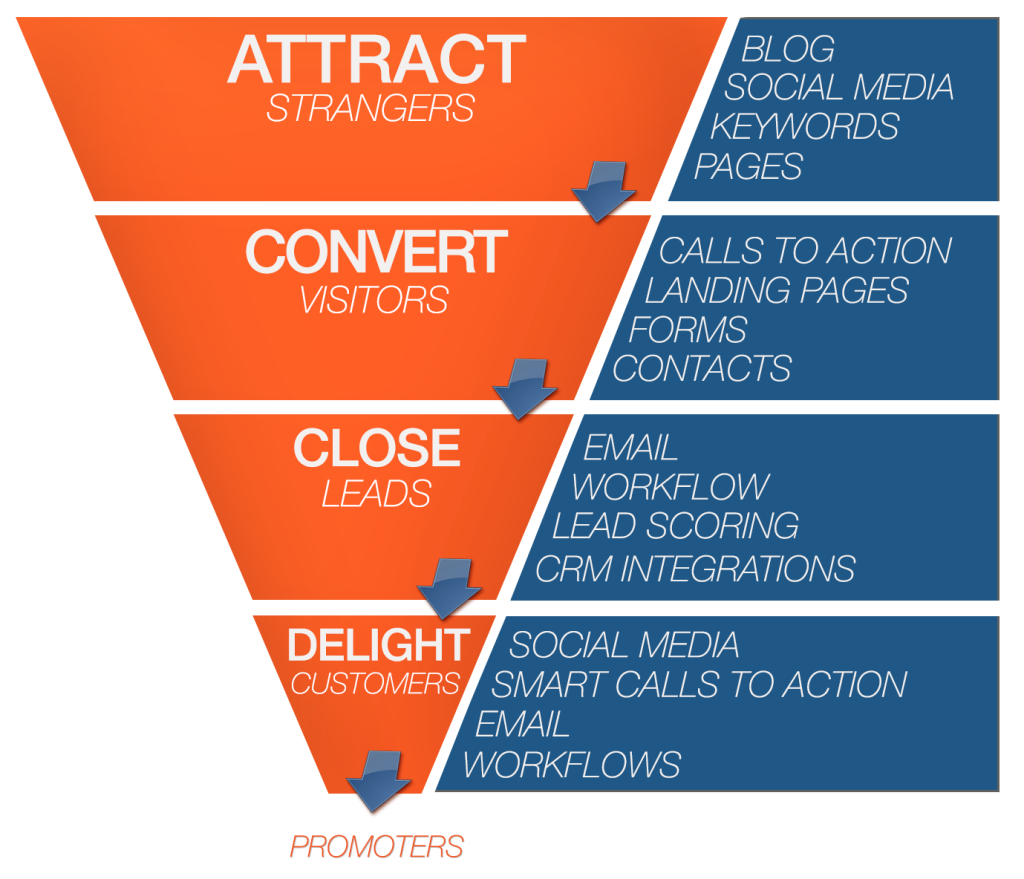 ATTRACT
STRANGERS
BLOG
SOCIAL MEDIA
KEYWORDS
PAGES
CONVERT
VISITORS
CALLS TO ACTION
LANDING PAGES
FORMS
CONTACTS
CLOSE
LEADS
EMAIL
WORKFLOW
LEAD SCORING
CRM INTEGRATIONS
DELIGHT
CUSTOMERS
SOCIAL MEDIA
SMART CALLS TO ACTION
EMAIL
WORKFLOWS
PROMOTERS